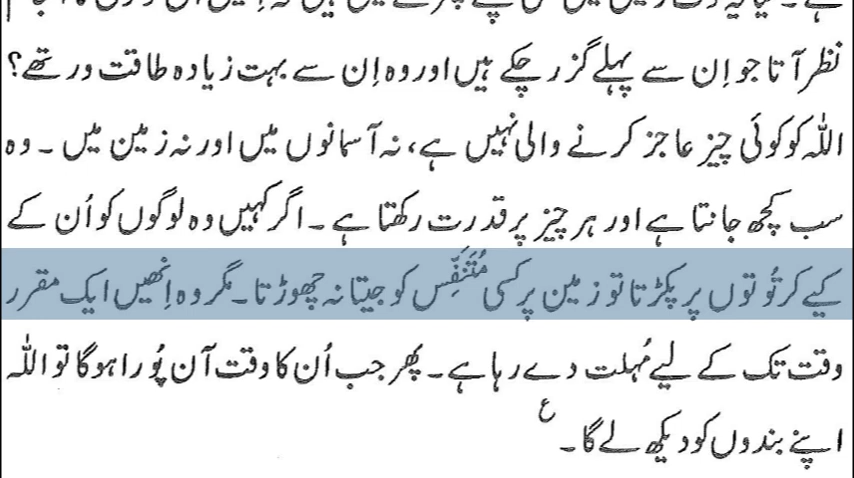 نظر آتا جو اِن سے پہلے گزر چکے ہیں اور وہ اِن سے بہت زیادہ طاقت ور تھے؟
اللہ کو کوئی چیز عاجز کرنے والی نہیں ہے، نہ آسمانوں میں اور نہ زمین میں ۔ وہ
سب کچھ جانتا ہے اور ہر چیز پر قدرت رکھتا ہے ۔ اگر کہیں وہ لوگوں کو اُن کے
کیے کرتُوتوں پر پکڑتا تو زمین پر کسی مُتَنَفِّس کو جیتا نہ چھوڑتا ۔ مگر وہ اِنھیں ایک مقرر
وقت تک کے لیے مُہلت دے رہا ہے ۔ پھر جب اُن کا وقت آن پُورا ہوگا تو اللہ
اپنے بندوں کو دیکھ لے گا ۔ ع